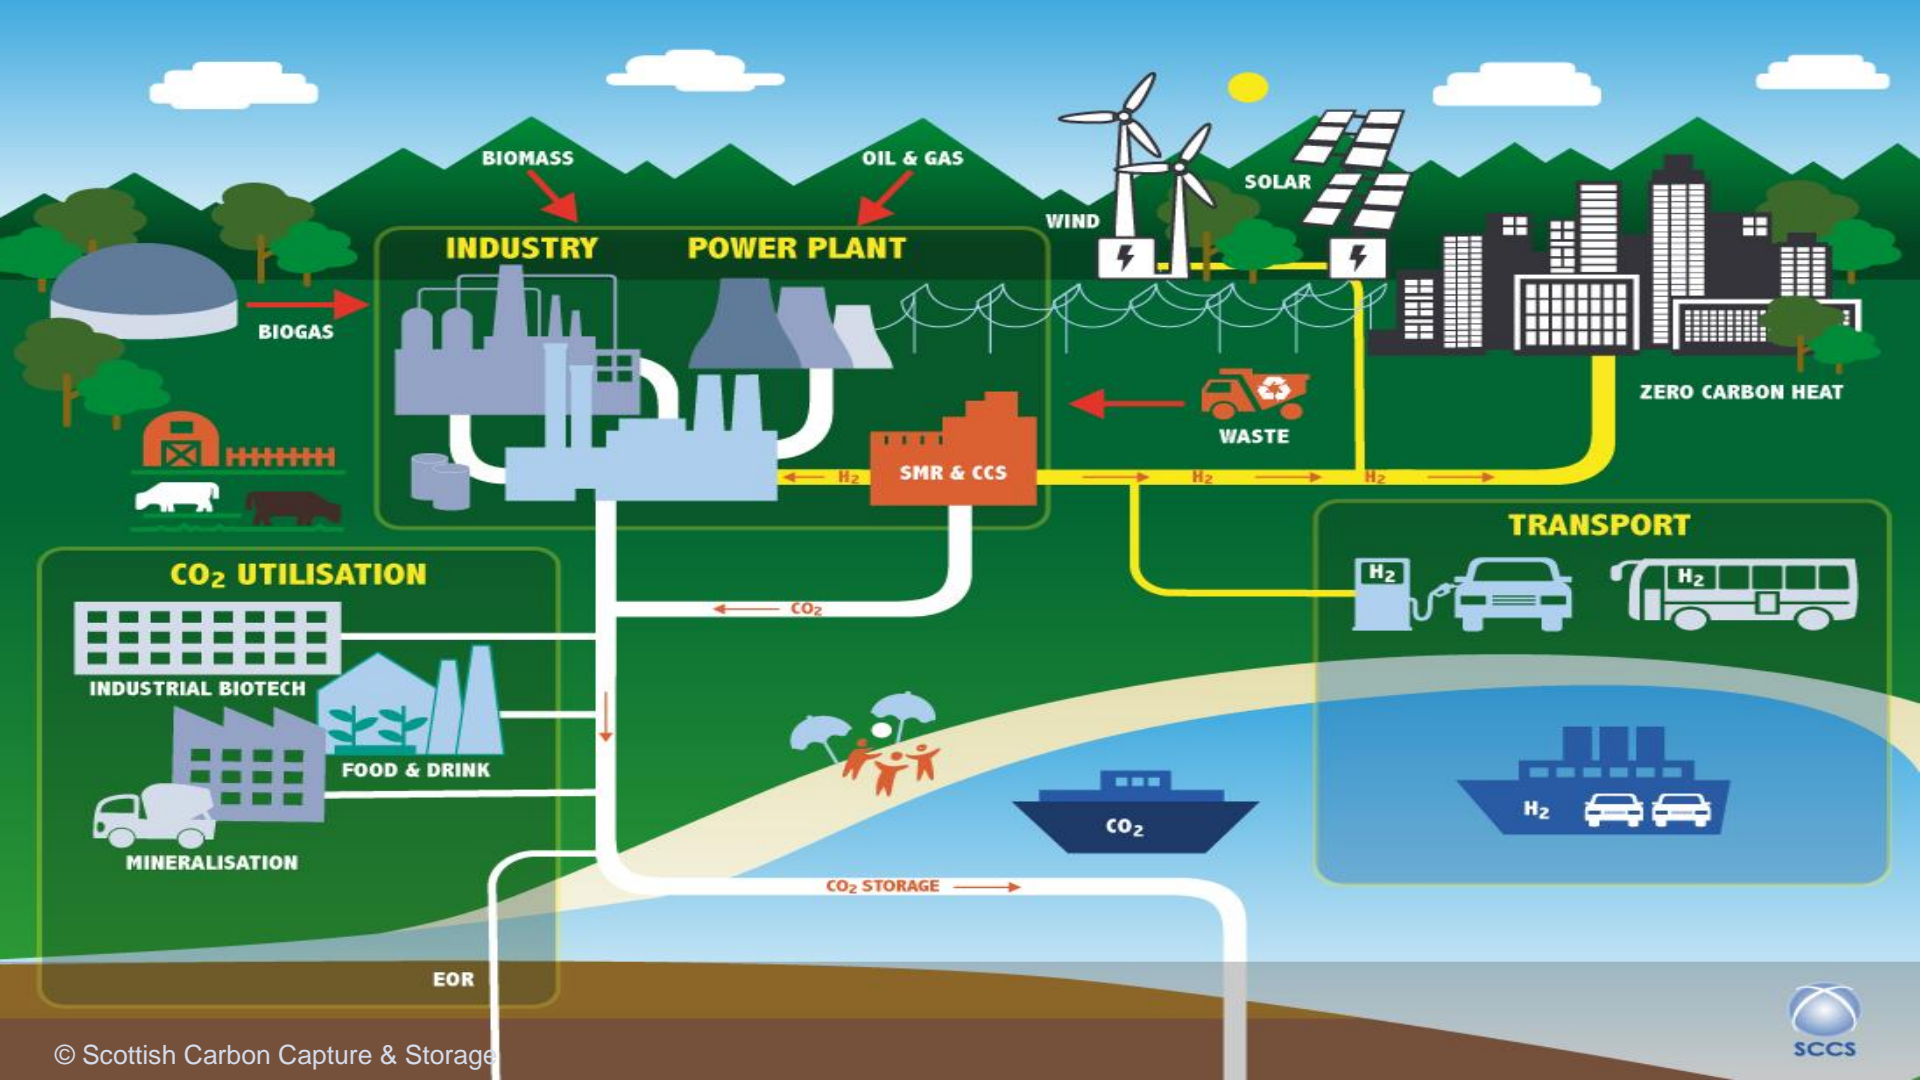 BIOMASS
OIL & GAS
SOLAR
WIND
INDUSTRY
POWER PLANT
BIOGAS
ZERO CARBON HEAT
WASTE
H2
SMR & CCS
H2
H2
TRANSPORT
H2
H2
CO2 UTILISATION
CO2
INDUSTRIAL BIOTECH
FOOD & DRINK
H2
CO2
MINERALISATION
CO2 STORAGE
EOR
SCCS
© Scottish Carbon Capture & Storage